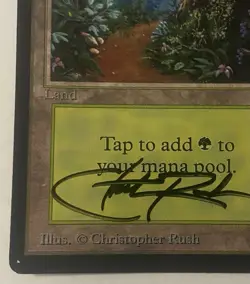 Land
Tap to add to
your mana pool.
Illus. © Christopher Rush